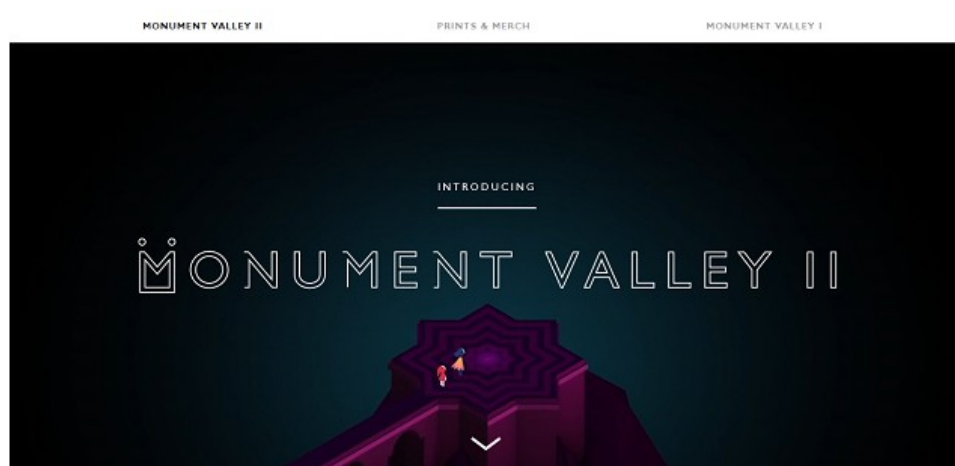 MONUMENT VALLEY II PRINTS & MERCH MONUMENT VALLEY I
INTRODUCING
MONUMENT VALLEY II